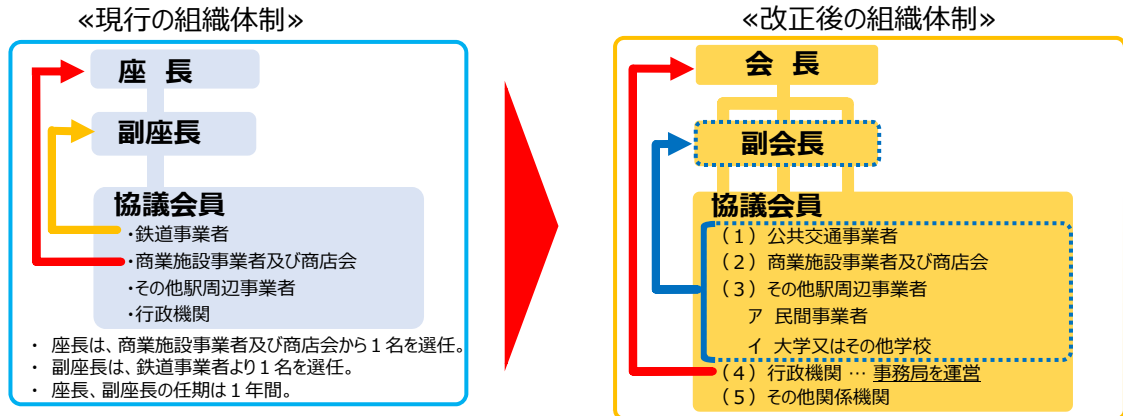 ≪現行の組織体制≫
座 長
副座長
協議会員
・鉄道事業者
・商業施設事業者及び商店会
・その他駅周辺事業者
・行政機関
・ 座長は、商業施設事業者及び商店会から1名を選任。
・ 副座長は、鉄道事業者より1名を選任。
・ 座長、副座長の任期は1年間。
≪改正後の組織体制≫
会 長
副会長
協議会員
(1)公共交通事業者
(2)商業施設事業者及び商店会
(3)その他駅周辺事業者
ア 民間事業者
イ 大学又はその他学校
(4)行政機関 … 事務局を運営
(5)その他関係機関